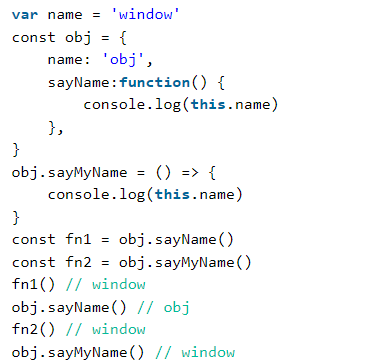 var name = 'window'
const obj = {
    name: 'obj',
    sayName:function() {
        console.log(this.name)
    },
}
obj.sayMyName = () => {
    console.log(this.name)
}
const fn1 = obj.sayName()
const fn2 = obj.sayMyName()
fn1() // window
obj.sayName() // obj
fn2() // window
obj.sayMyName() // window